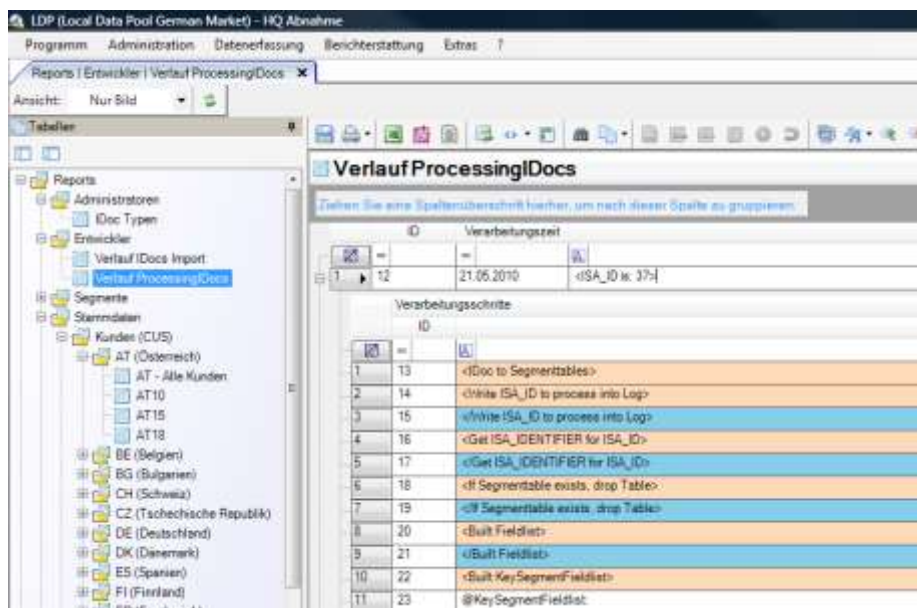 LDP (Local Data Pool German Market) - HQ Abnahme
Programm Administration Datenerfassung Berichterstattung Extras ?
Reports | Entwickler | Verlauf ProcessingIDocs
Ansicht: Nur Bild
Tabellen
Reports
Administratoren
IDoc Typen
Entwickler
Verlauf IDocs Import
Verlauf ProcessingIDocs
Segmente
Stammdaten
Kunden (CUS)
AT (Österreich)
AT - Alle Kunden
AT10
AT15
AT18
BE (Belgien)
BG (Bulgarien)
CH (Schweiz)
CZ (Tschechische Republik)
DE (Deutschland)
DK (Dänemark)
ES (Spanien)
FI (Finnland)
Verlauf ProcessingIDocs
Ziehen Sie eine Spaltenüberschrift hierher, um nach dieser Spalte zu gruppieren
ID Verarbeitungszeit
= = A
1 12 21.05.2010 <ISA_ID is: 37>
Verarbeitungsschritte
ID
= A
1 13 <IDoc to Segmenttables>
2 14 <Write ISA_ID to process into Log>
3 15 </Write ISA_ID to process into Log>
4 16 <Get ISA_IDENTIFIER for ISA_ID>
5 17 </Get ISA_IDENTIFIER for ISA_ID>
6 18 <If Segmenttable exists, drop Table>
7 19 </If Segmenttable exists, drop Table>
8 20 <Built Fieldlist>
9 21 </Built Fieldlist>
10 22 <Built KeySegmentFieldlist>
11 23 @KeySegmentFieldlist: